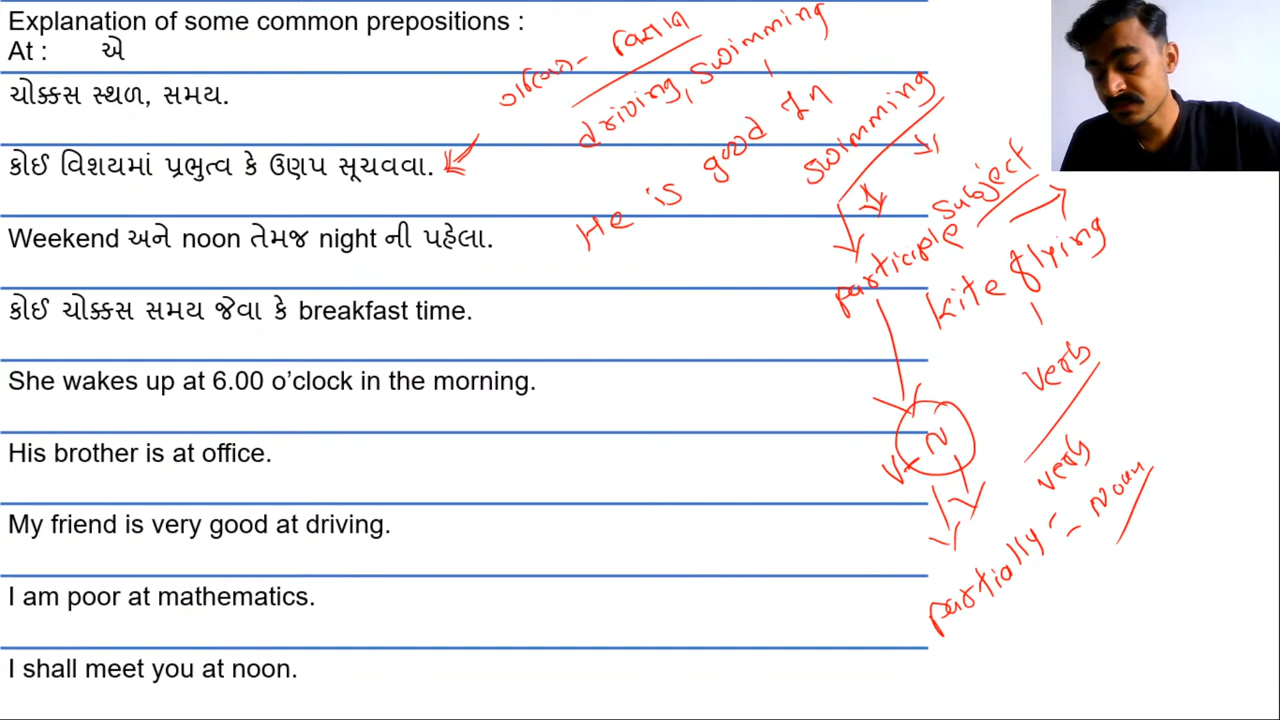 Explanation of some common prepositions :
At : એ
ચોક્કસ સ્થળ, સમય.
કોઈ વિશયમાં પ્રભુત્વ કે ઉણપ સૂચવવા.
Weekend અને noon તેમજ night ની પહેલા.
કોઈ ચોક્કસ સમય જેવા કે breakfast time.
She wakes up at 6.00 o’clock in the morning.
His brother is at office.
My friend is very good at driving.
I am poor at mathematics.
I shall meet you at noon.
driving, swimming
He is good In
swimming
subject
participle
kite flying
verb
V N
verb
partially - Noun